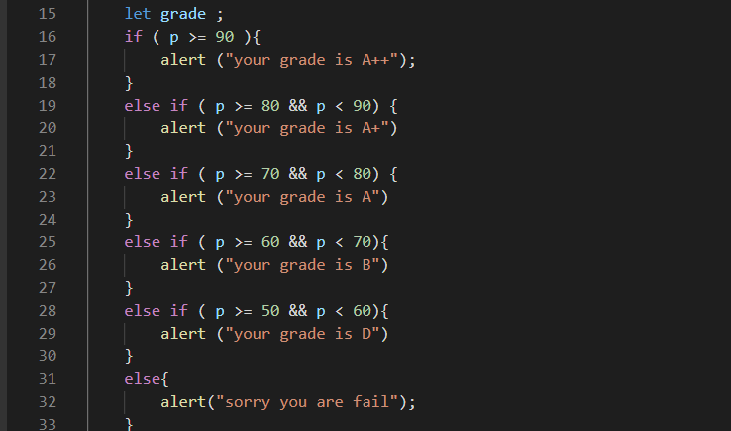 15 let grade ;
16 if ( p >= 90 ){
17 alert ("your grade is A++");
18 }
19 else if ( p >= 80 && p < 90) {
20 alert ("your grade is A+")
21 }
22 else if ( p >= 70 && p < 80) {
23 alert ("your grade is A")
24 }
25 else if ( p >= 60 && p < 70){
26 alert ("your grade is B")
27 }
28 else if ( p >= 50 && p < 60){
29 alert ("your grade is D")
30 }
31 else{
32 alert("sorry you are fail");
33 }